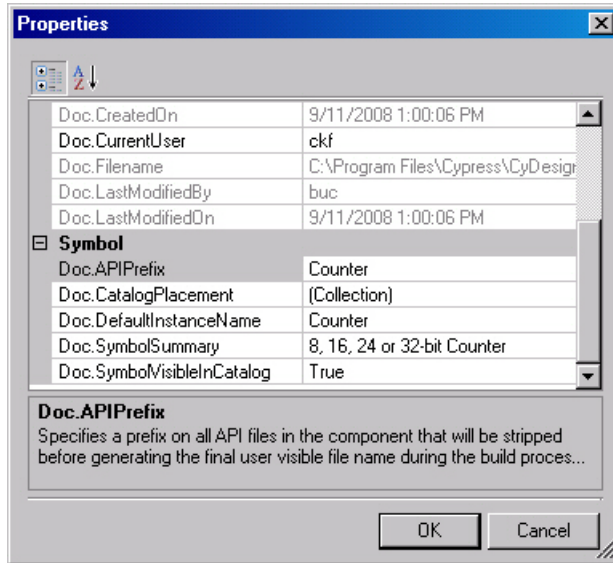 Properties
Doc.CreatedOn 9/11/2008 1:00:06 PM
Doc.CurrentUser ckf
Doc.Filename C:\Program Files\Cypress\CyDesign
Doc.LastModifiedBy buc
Doc.LastModifiedOn 9/11/2008 1:00:06 PM
Symbol
Doc.APIPrefix Counter
Doc.CatalogPlacement (Collection)
Doc.DefaultInstanceName Counter
Doc.SymbolSummary 8, 16, 24 or 32-bit Counter
Doc.SymbolVisibleInCatalog True
Doc.APIPrefix
Specifies a prefix on all API files in the component that will be stripped
before generating the final user visible file name during the build proces...
OK Cancel